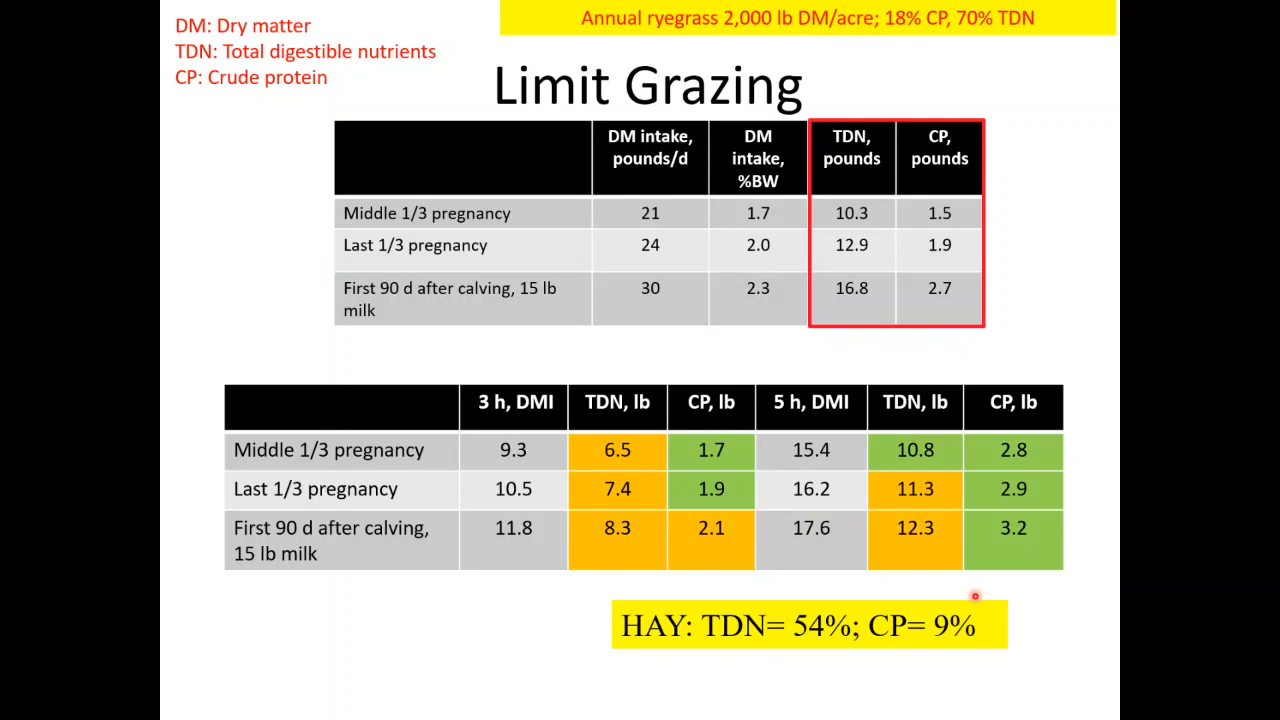 DM: Dry matter
TDN: Total digestible nutrients
CP: Crude protein
Annual ryegrass 2,000 lb DM/acre; 18% CP, 70% TDN
Limit Grazing
DM intake, pounds/d DM intake, %BW TDN, pounds CP, pounds
Middle 1/3 pregnancy 21 1.7 10.3 1.5
Last 1/3 pregnancy 24 2.0 12.9 1.9
First 90 d after calving, 15 lb milk 30 2.3 16.8 2.7
3 h, DMI TDN, lb CP, lb 5 h, DMI TDN, lb CP, lb
Middle 1/3 pregnancy 9.3 6.5 1.7 15.4 10.8 2.8
Last 1/3 pregnancy 10.5 7.4 1.9 16.2 11.3 2.9
First 90 d after calving, 15 lb milk 11.8 8.3 2.1 17.6 12.3 3.2
HAY: TDN= 54%; CP= 9%